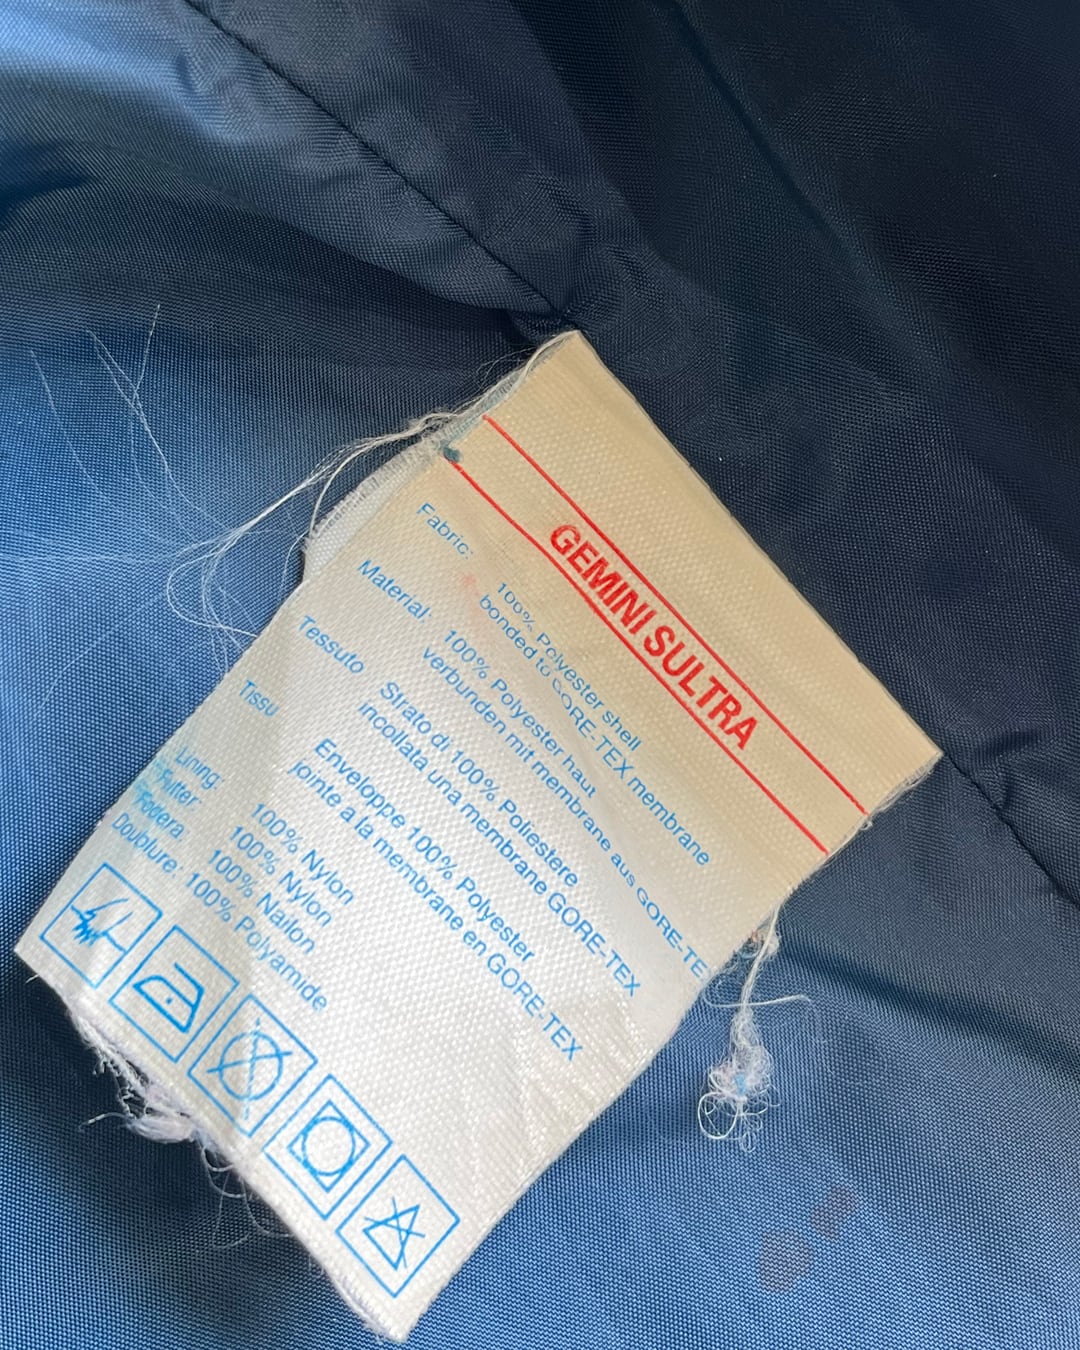 GEMINI SULTRA
Fabric: 100% Polyester shell
bonded to GORE-TEX membrane
Material: 100% Polyester haut
verbunden mit membrane aus GORE-TE
Tessuto Strato di 100% Poliestere
incollata una membrane GORE-TEX
Tissu Enveloppe 100% Polyester
jointe a la membrane en GORE-TEX
Lining: 100% Nylon
Futter: 100% Nylon
Fodera: 100% Nailon
Doublure: 100% Polyamide